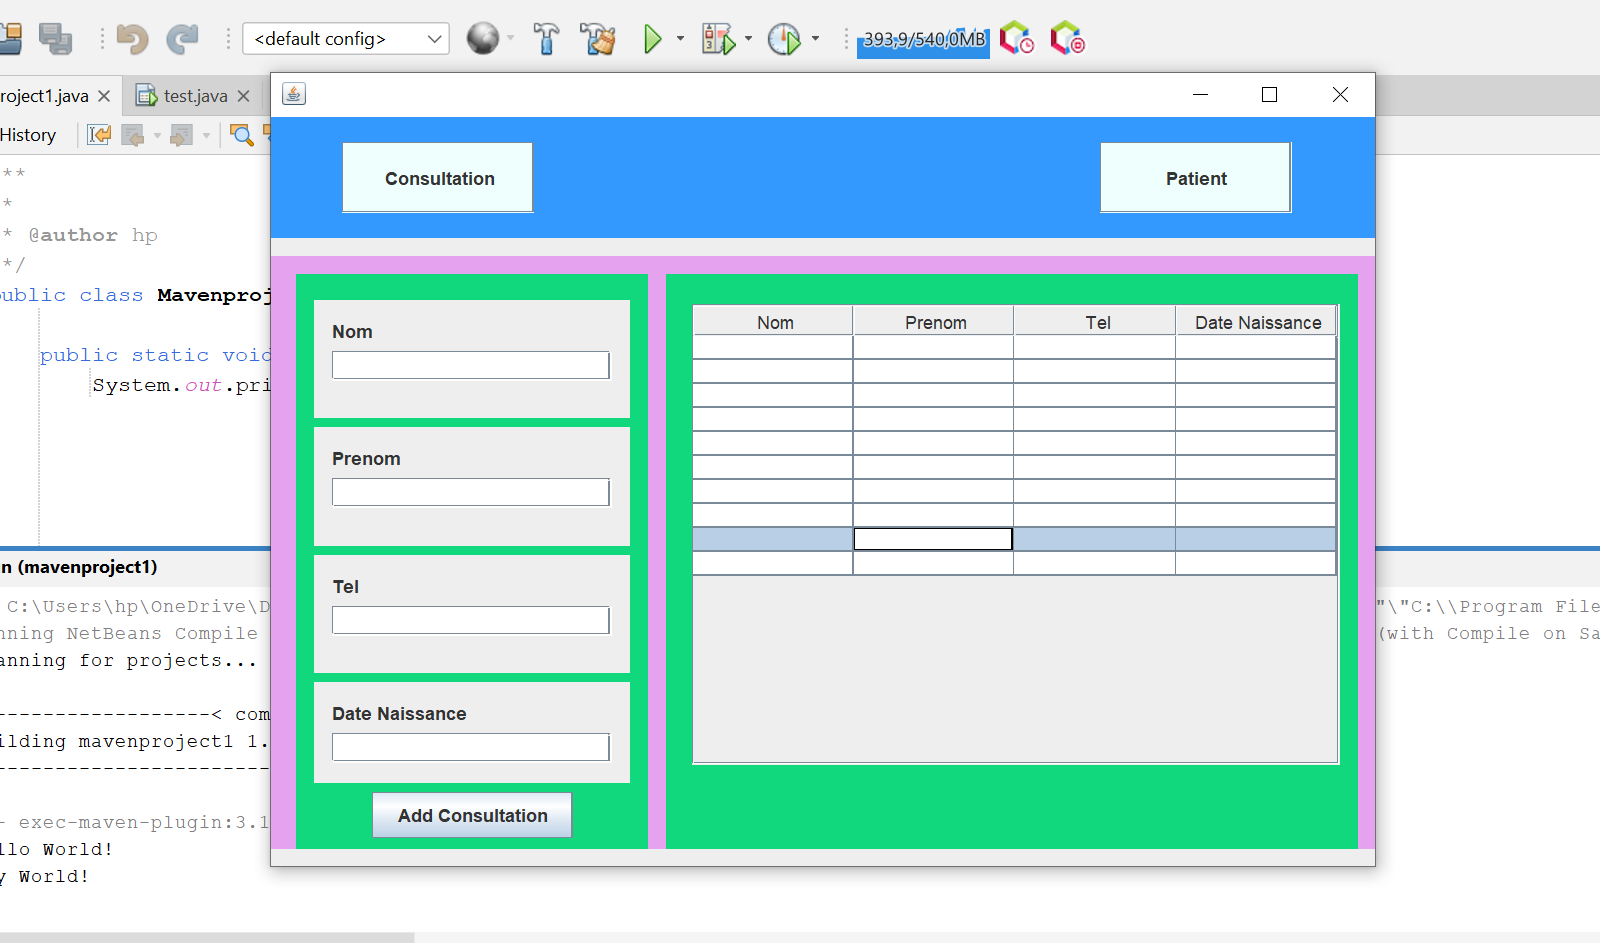 <default config>
393,9/540,0MB
roject1.java
test.java
History
**
*
* @author hp
*/
public class Mavenproj
public static void
System.out.pri
Consultation
Patient
Nom
Prenom
Tel
Date Naissance
Add Consultation
Nom Prenom Tel Date Naissance
n (mavenproject1)
C:\Users\hp\OneDrive\D
"\"C:\\Program File
nning NetBeans Compile
(with Compile on Sa
anning for projects...
------------------< com
ilding mavenproject1 1.
-----------------------
- exec-maven-plugin:3.1
llo World!
y World!